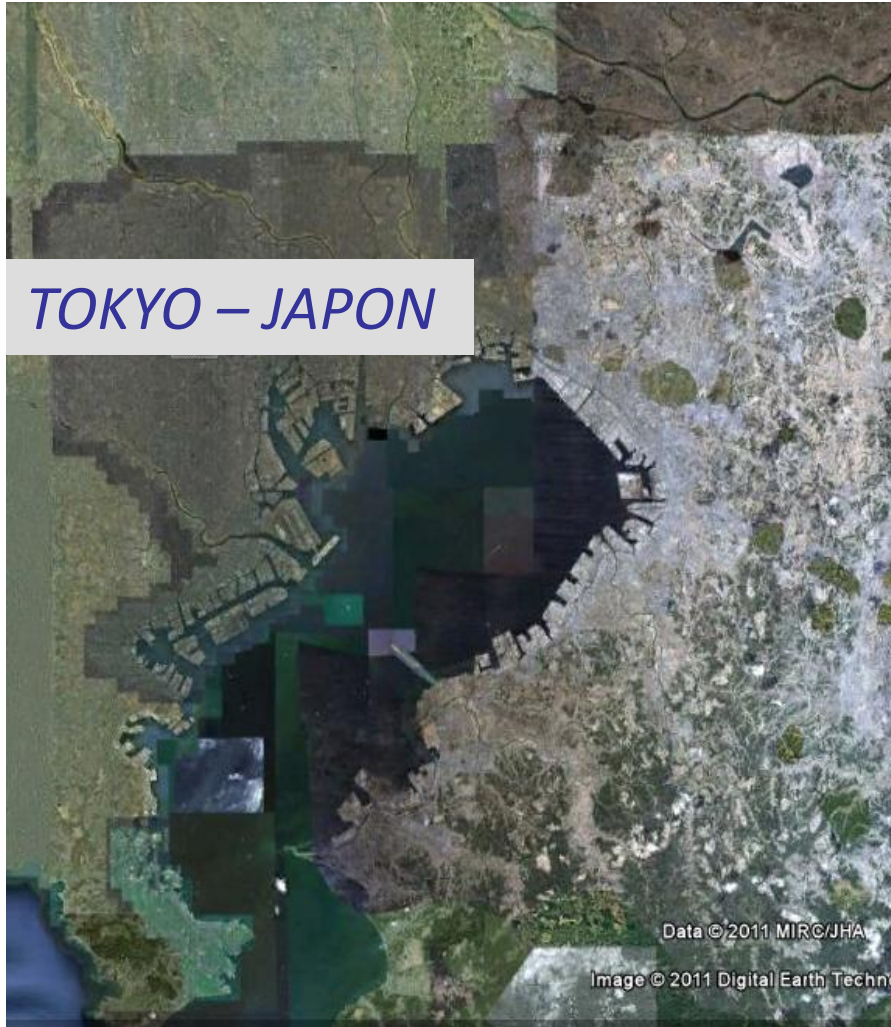 TOKYO – JAPON
Data © 2011 MIRC/JHA
Image © 2011 Digital Earth Techn